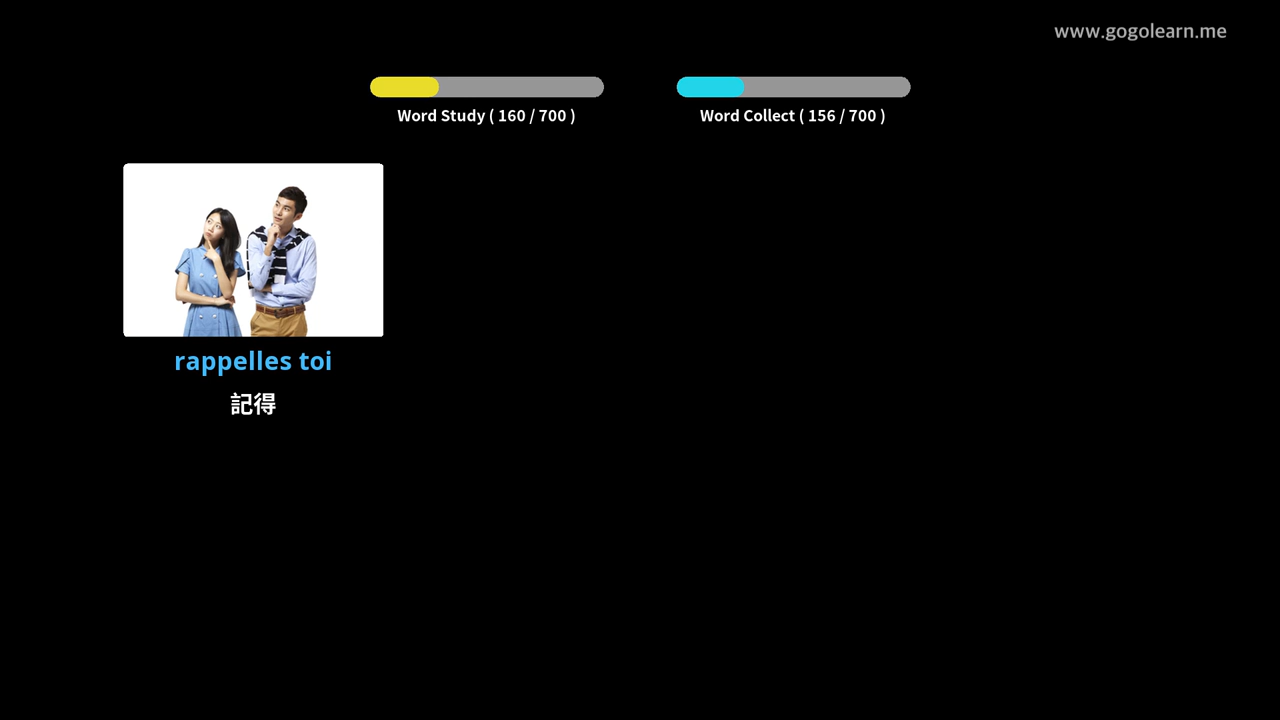 www.gogolearn.me
Word Study ( 160 / 700 )
Word Collect ( 156 / 700 )
rappelles toi
記得